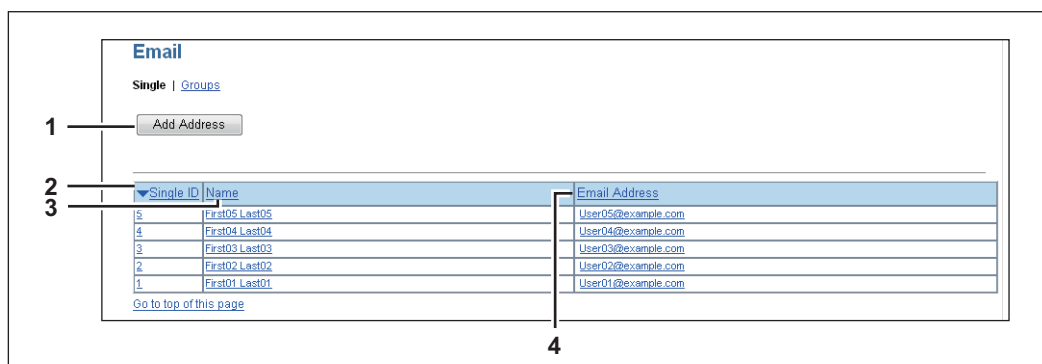 Email
Single | Groups
1 Add Address
2 ▼Single ID Name Email Address
3
5 First05 Last05 User05@example.com
4 First04 Last04 User04@example.com
3 First03 Last03 User03@example.com
2 First02 Last02 User02@example.com
1 First01 Last01 User01@example.com
Go to top of this page
4